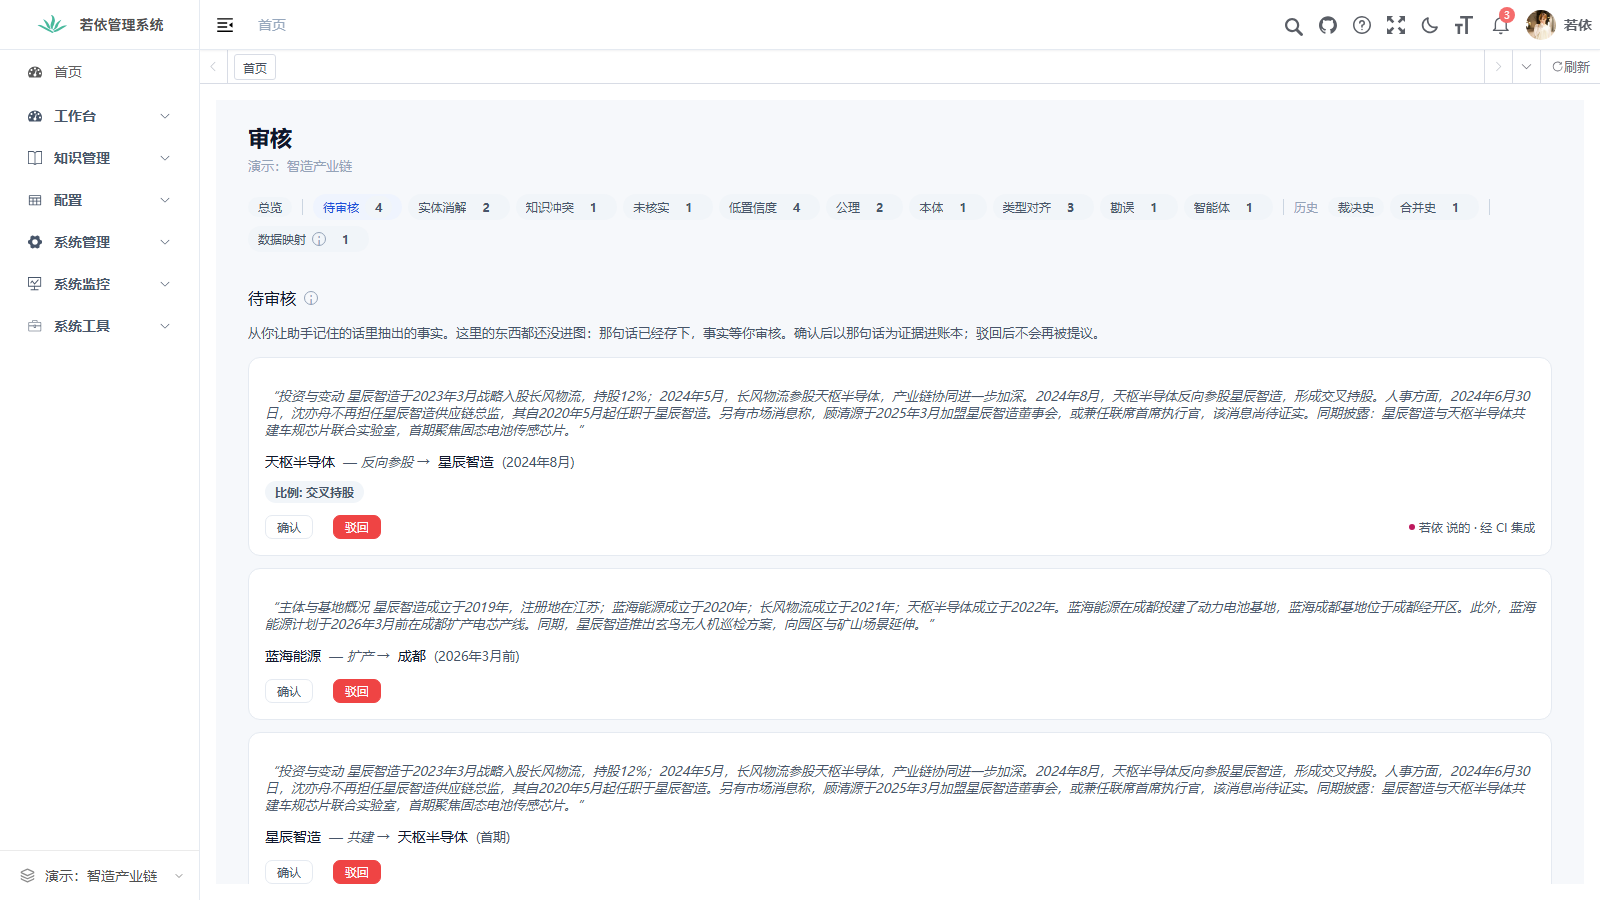 若依管理系统
首页
3
若依
首页
刷新
首页
工作台
知识管理
配置
系统管理
系统监控
系统工具
演示：智造产业链
审核
演示：智造产业链
总览 待审核 4 实体消解 2 知识冲突 1 未核实 1 低置信度 4 公理 2 本体 1 类型对齐 3 勘误 1 智能体 1 历史 裁决史 合并史 1
数据映射 1
待审核
从你让助手记住的话里抽出的事实。这里的东西都还没进图：那句话已经存下，事实等你审核。确认后以那句话为证据进账本；驳回后不会再被提议。
“投资与变动 星辰智造于2023年3月战略入股长风物流，持股12%；2024年5月，长风物流参股天枢半导体，产业链协同进一步加深。2024年8月，天枢半导体反向参股星辰智造，形成交叉持股。人事方面，2024年6月30
日，沈亦舟不再担任星辰智造供应链总监，其自2020年5月起任职于星辰智造。另有市场消息称，顾清源于2025年3月加盟星辰智造董事会，或兼任联席首席执行官，该消息尚待证实。同期披露：星辰智造与天枢半导体共
建车规芯片联合实验室，首期聚焦固态电池传感芯片。”
天枢半导体 — 反向参股 → 星辰智造 (2024年8月)
比例: 交叉持股
确认 驳回 若依 说的 · 经 CI 集成
“主体与基地概况 星辰智造成立于2019年，注册地在江苏；蓝海能源成立于2020年；长风物流成立于2021年；天枢半导体成立于2022年。蓝海能源在成都投建了动力电池基地，蓝海成都基地位于成都经开区。此外，蓝海
能源计划于2026年3月前在成都扩产电芯产线。同期，星辰智造推出玄鸟无人机巡检方案，向园区与矿山场景延伸。”
蓝海能源 — 扩产 → 成都 (2026年3月前)
确认 驳回
“投资与变动 星辰智造于2023年3月战略入股长风物流，持股12%；2024年5月，长风物流参股天枢半导体，产业链协同进一步加深。2024年8月，天枢半导体反向参股星辰智造，形成交叉持股。人事方面，2024年6月30
日，沈亦舟不再担任星辰智造供应链总监，其自2020年5月起任职于星辰智造。另有市场消息称，顾清源于2025年3月加盟星辰智造董事会，或兼任联席首席执行官，该消息尚待证实。同期披露：星辰智造与天枢半导体共
建车规芯片联合实验室，首期聚焦固态电池传感芯片。”
星辰智造 — 共建 → 天枢半导体 (首期)
确认 驳回